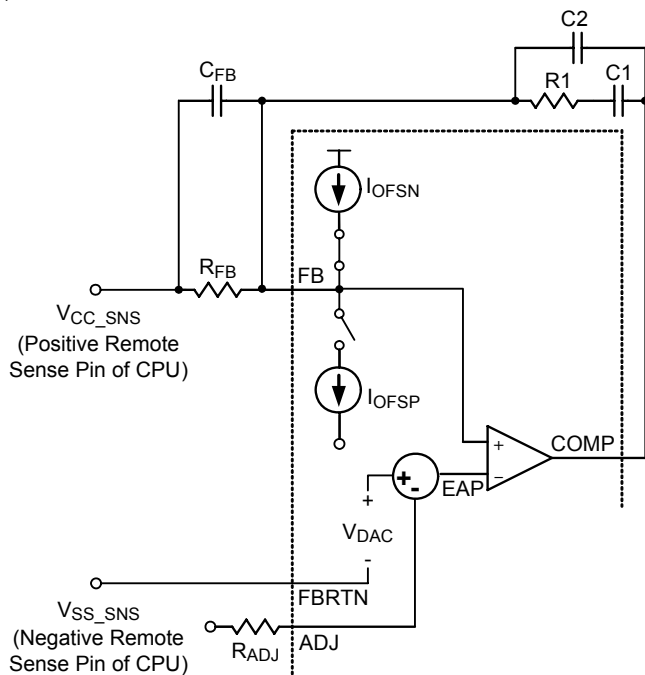 C2
CFB
R1
C1
IOFSN
RFB
FB
VCC_SNS
(Positive Remote
Sense Pin of CPU)
IOFSP
COMP
+
−
EAP
+
-
+
VDAC
-
FBRTN
VSS_SNS
(Negative Remote
Sense Pin of CPU)
RADJ
ADJ